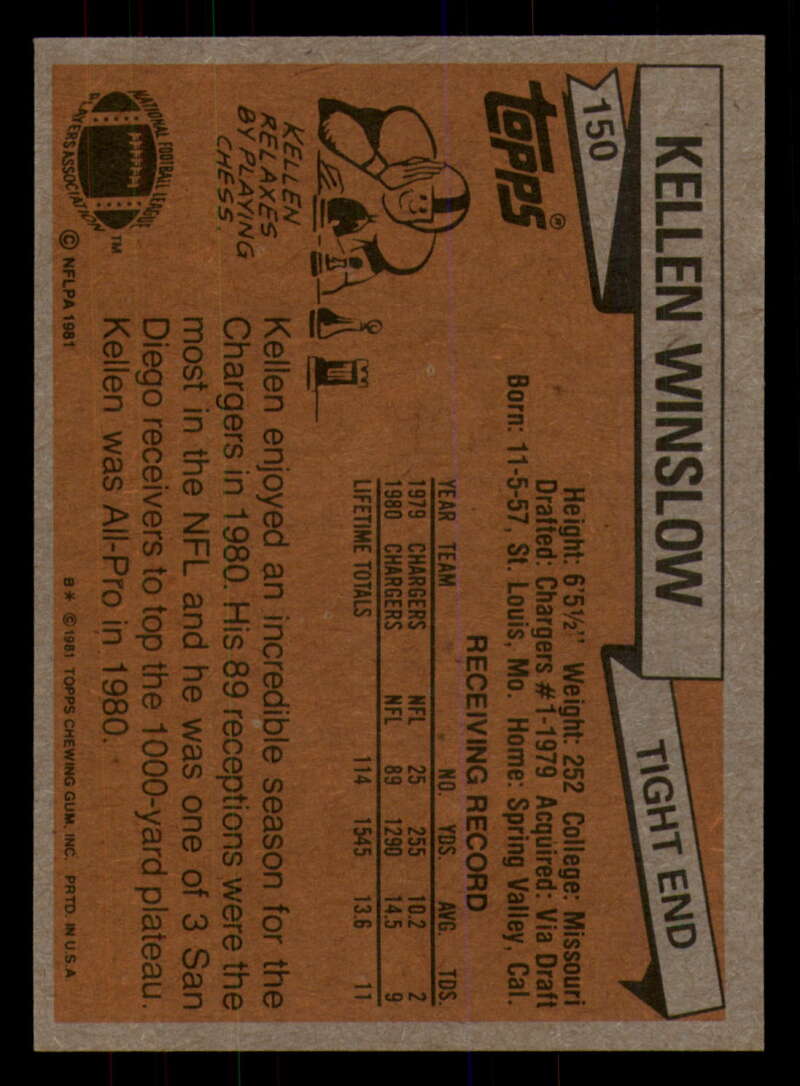 KELLEN WINSLOW
TIGHT END
150
TOPPS®
Height: 6'5½" Weight: 252 College: Missouri
Drafted: Chargers #1-1979 Acquired: Via Draft
Born: 11-5-57, St. Louis, Mo. Home: Spring Valley, Cal.
RECEIVING RECORD
YEAR TEAM NO. YDS. AVG. TDS.
1979 CHARGERS NFL 25 255 10.2 2
1980 CHARGERS NFL 89 1290 14.5 9
LIFETIME TOTALS 114 1545 13.6 11
KELLEN
RELAXES
BY PLAYING
CHESS.
Kellen enjoyed an incredible season for the
Chargers in 1980. His 89 receptions were the
most in the NFL and he was one of 3 San
Diego receivers to top the 1000-yard plateau.
Kellen was All-Pro in 1980.
NATIONAL FOOTBALL LEAGUE
PLAYERS ASSOCIATION
TM
© NFLPA 1981
B* © 1981 TOPPS CHEWING GUM, INC. PRTD. IN U.S.A